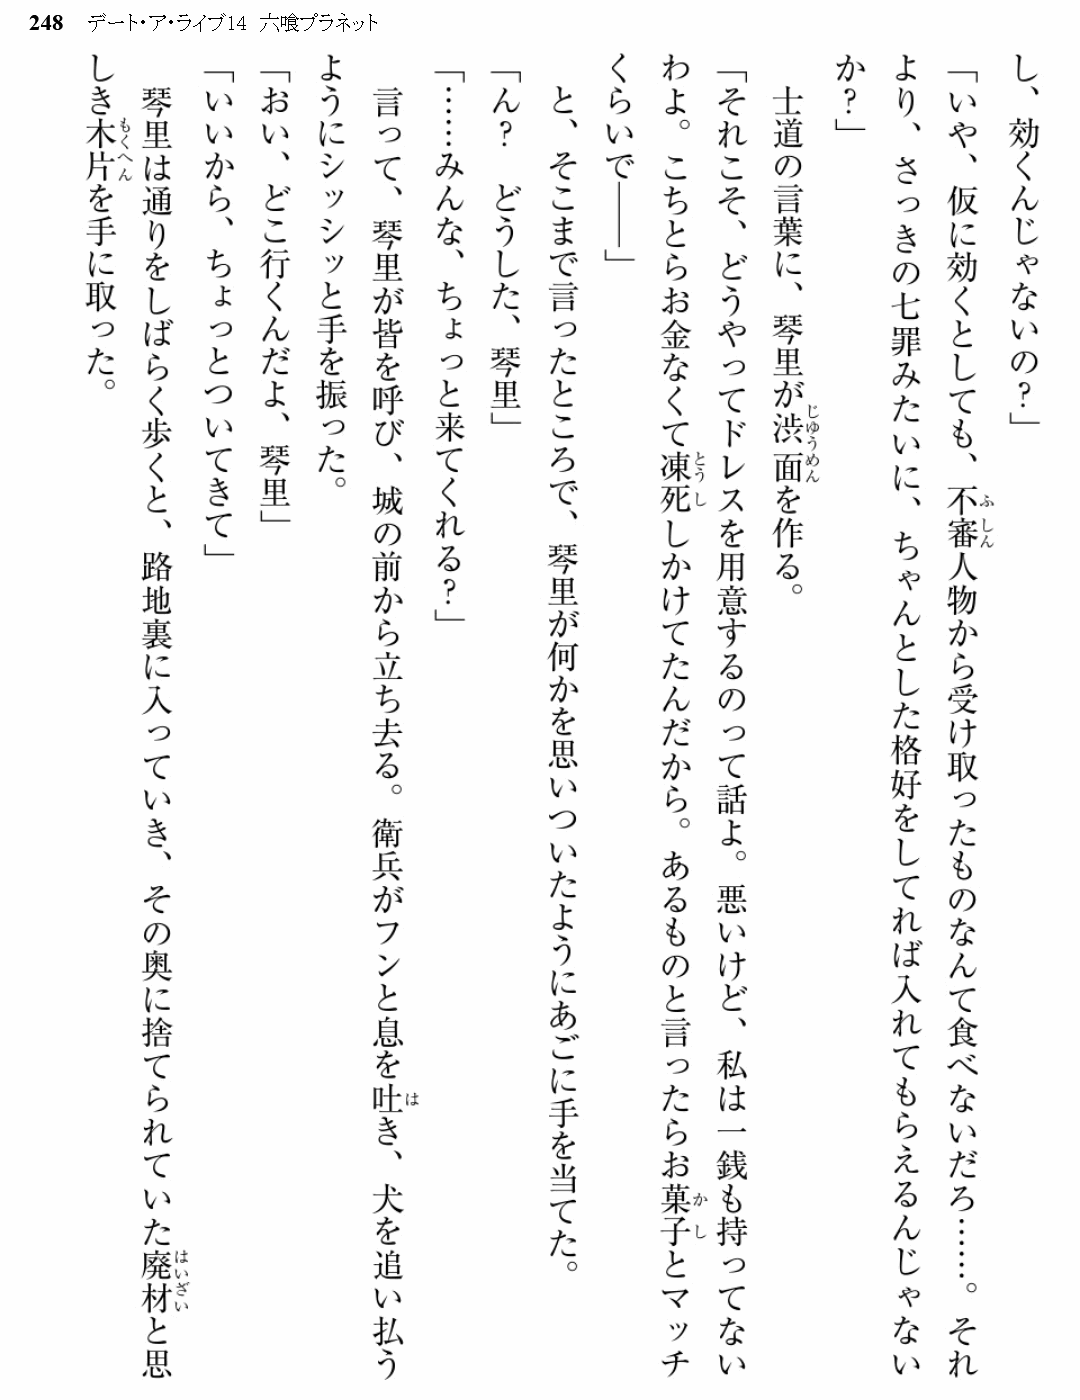 248 デート・ア・ライブ14 六喰プラネット
し、効くんじゃないの？」
「いや、仮に効くとしても、不審人物から受け取ったものなんて食べないだろ……。それ
より、さっきの七罪みたいに、ちゃんとした格好をしてれば入れてもらえるんじゃない
か？」
　士道の言葉に、琴里が渋面を作る。
「それこそ、どうやってドレスを用意するのって話よ。悪いけど、私は一銭も持ってない
わよ。こちとらお金なくて凍死しかけてたんだから。あるものと言ったらお菓子とマッチ
くらいで――」
　と、そこまで言ったところで、琴里が何かを思いついたようにあごに手を当てた。
「ん？　どうした、琴里」
「……みんな、ちょっと来てくれる？」
　言って、琴里が皆を呼び、城の前から立ち去る。衛兵がフンと息を吐き、犬を追い払う
ようにシッシッと手を振った。
「おい、どこ行くんだよ、琴里」
「いいから、ちょっとついてきて」
　琴里は通りをしばらく歩くと、路地裏に入っていき、その奥に捨てられていた廃材と思
しき木片を手に取った。